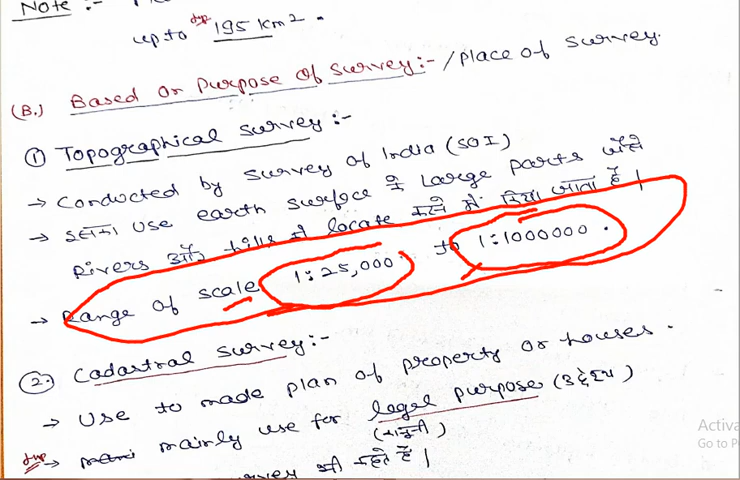 Note :-
upto imp 195 km².
(B.) Based on Purpose of survey:- / place of survey.
① Topographical survey :-
→ Conducted by Survey of India (SOI)
→ इसका use earth surface के Large parts जैसे
Rivers और hills को locate करने में किया जाता है।
→ Range of scale 1:25,000 to 1:1000000.
②. Cadastral survey:-
→ Use to made plan of property or houses.
imp → mainly use for legal purpose (उद्देश्य)
(कानूनी)
भी कहते हैं।
Activa
Go to P